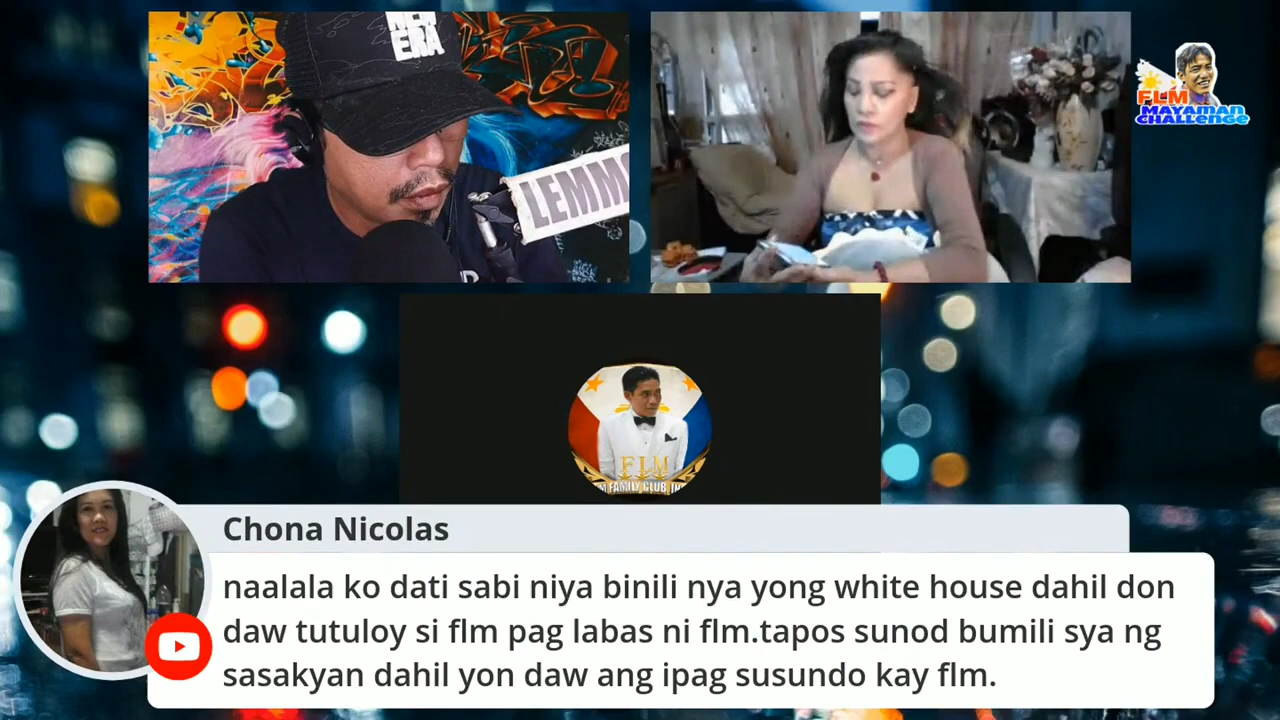 NEW
ERA
LEMM
FLM
MAYAMAN
CHALLENGE
FLM
FAMILY CLUB, IN
Chona Nicolas
naalala ko dati sabi niya binili nya yong white house dahil don
daw tutuloy si flm pag labas ni flm.tapos sunod bumili sya ng
sasakyan dahil yon daw ang ipag susundo kay flm.